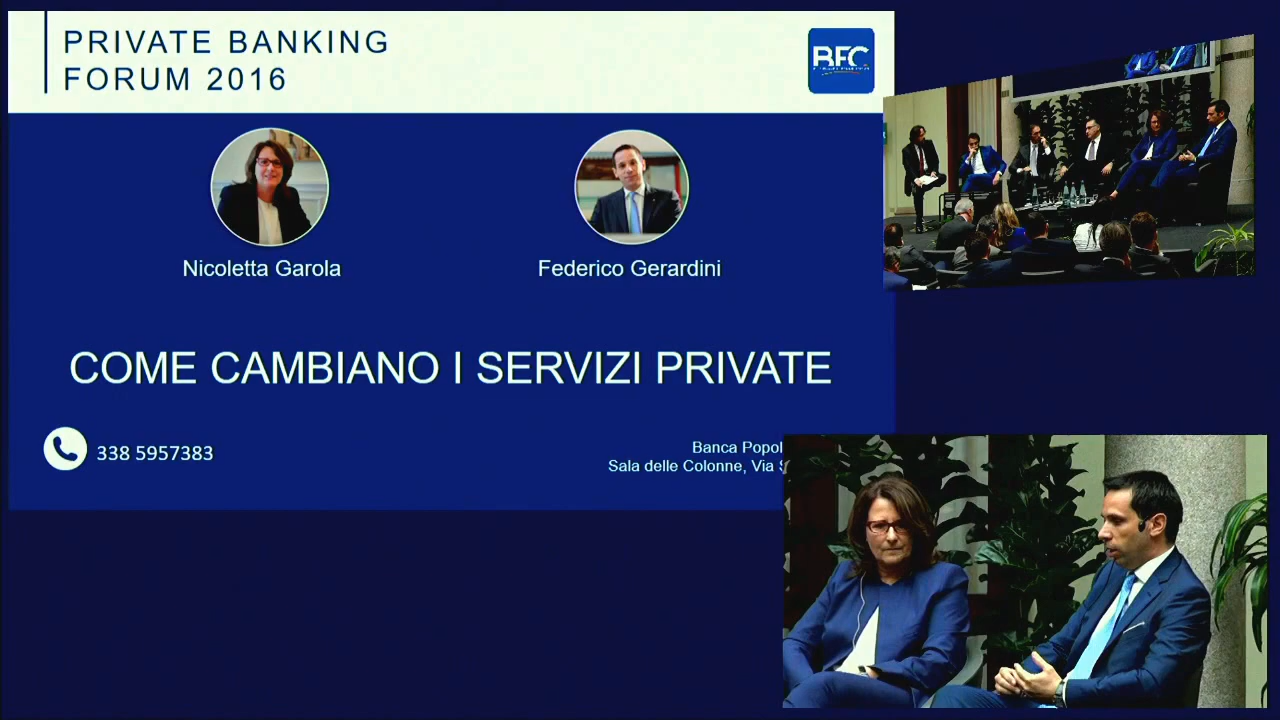 PRIVATE BANKING
FORUM 2016
BFC
Nicoletta Garola
Federico Gerardini
COME CAMBIANO I SERVIZI PRIVATE
338 5957383
Banca Popol
Sala delle Colonne, Via